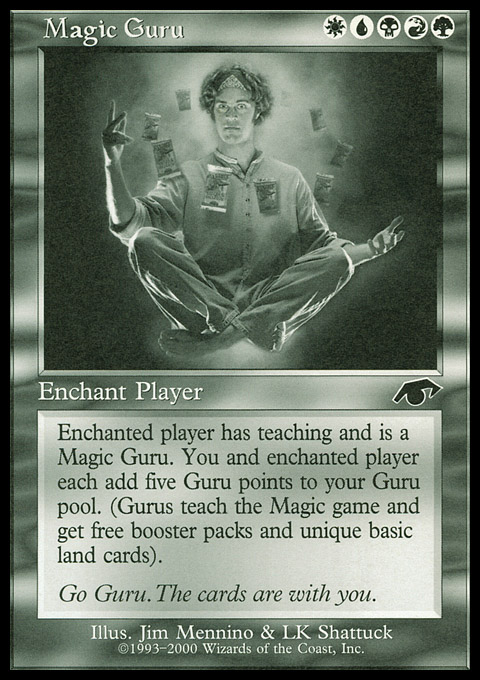 Magic Guru
Enchant Player
Enchanted player has teaching and is a
Magic Guru. You and enchanted player
each add five Guru points to your Guru
pool. (Gurus teach the Magic game and
get free booster packs and unique basic
land cards).
Go Guru. The cards are with you.
Illus. Jim Mennino & LK Shattuck
©1993–2000 Wizards of the Coast, Inc.